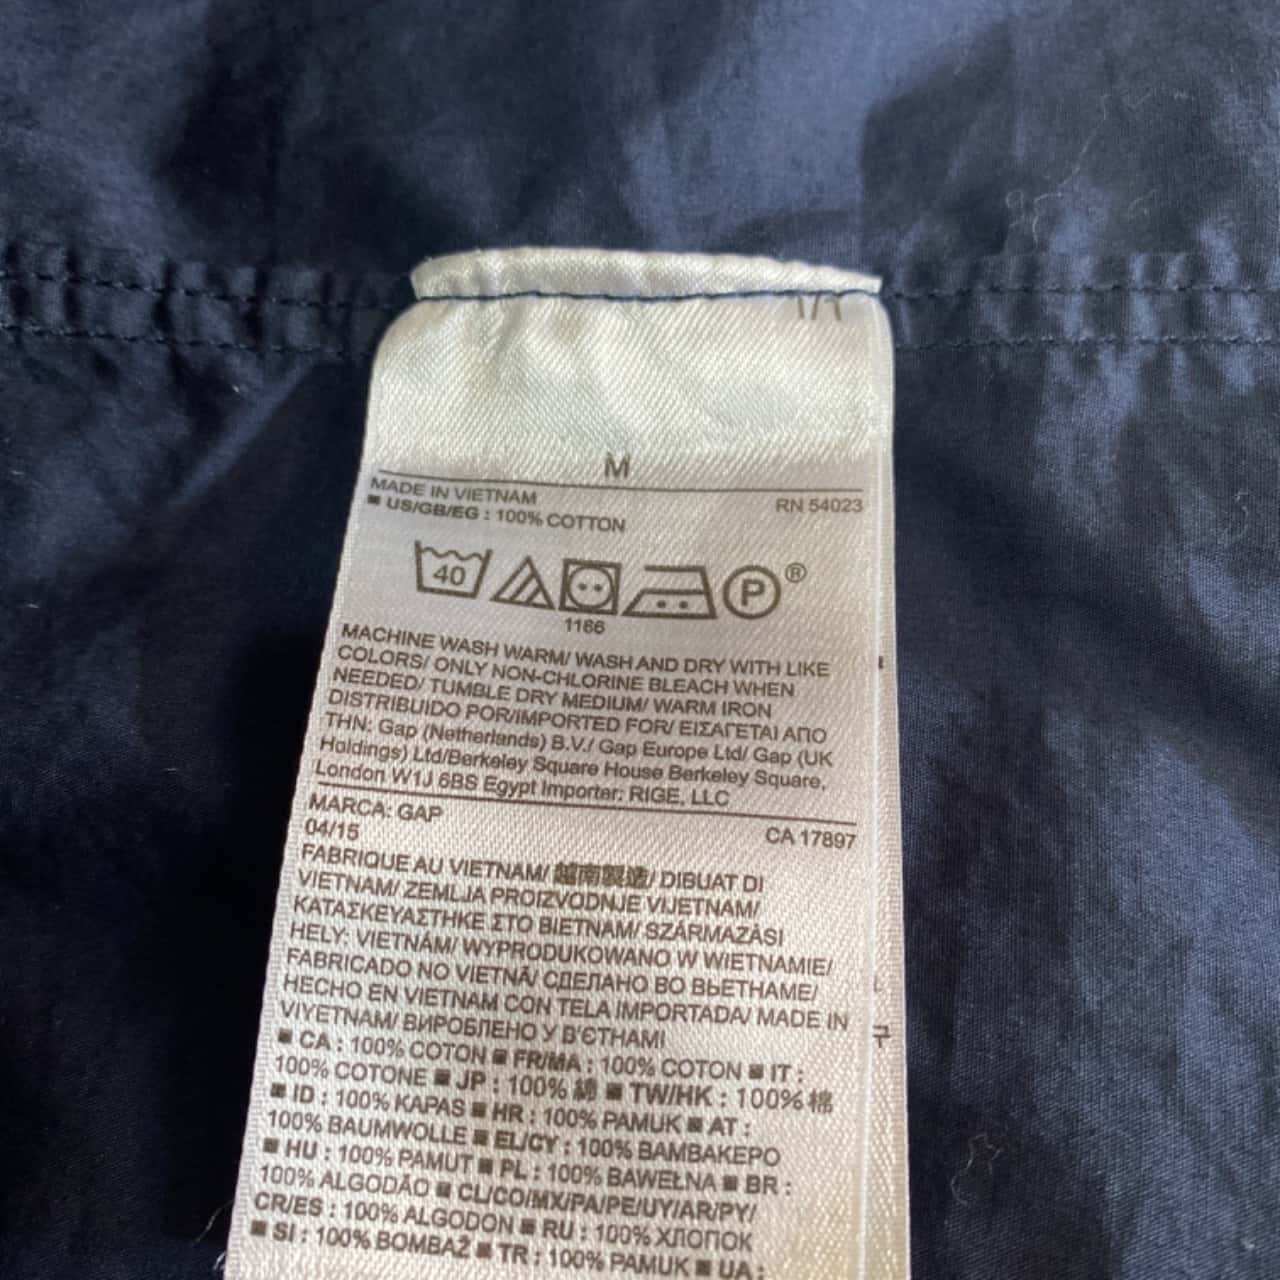 1/1
M
MADE IN VIETNAM RN 54023
■ US/GB/EG : 100% COTTON
40 P ®
1166
MACHINE WASH WARM/ WASH AND DRY WITH LIKE
COLORS/ ONLY NON-CHLORINE BLEACH WHEN
NEEDED/ TUMBLE DRY MEDIUM/ WARM IRON
DISTRIBUIDO POR/IMPORTED FOR/ ΕΙΣΑΓΕΤΑΙ ΑΠΟ
THN: Gap (Netherlands) B.V./ Gap Europe Ltd/ Gap (UK
Holdings) Ltd/Berkeley Square House Berkeley Square,
London W1J 6BS Egypt Importer: RIGE, LLC
MARCA: GAP CA 17897
04/15
FABRIQUE AU VIETNAM/ 越南製造/ DIBUAT DI
VIETNAM/ ZEMLJA PROIZVODNJE VIJETNAM/
ΚΑΤΑΣΚΕΥΑΣΤΗΚΕ ΣΤΟ ΒΙΕΤΝΑΜ/ SZÁRMAZÁSI
HELY: VIETNÁM/ WYPRODUKOWANO W WIETNAMIE/
FABRICADO NO VIETNÃ/ СДЕЛАНО ВО ВЬЕТНАМЕ/
HECHO EN VIETNAM CON TELA IMPORTADA/ MADE IN
VIYETNAM/ ВИРОБЛЕНО У В'ЄТНАМІ
■ CA : 100% COTON ■ FR/MA : 100% COTON ■ IT :
100% COTONE ■ JP : 100% 綿 ■ TW/HK : 100% 棉
■ ID : 100% KAPAS ■ HR : 100% PAMUK ■ AT :
100% BAUMWOLLE ■ EL/CY : 100% ΒΑΜΒΑΚΕΡΟ
■ HU : 100% PAMUT ■ PL : 100% BAWEŁNA ■ BR :
100% ALGODÃO ■ CL/CO/MX/PA/PE/UY/AR/PY/
CR/ES : 100% ALGODON ■ RU : 100% ХЛОПОК
■ SI : 100% BOMBAŽ ■ TR : 100% PAMUK ■ UA :